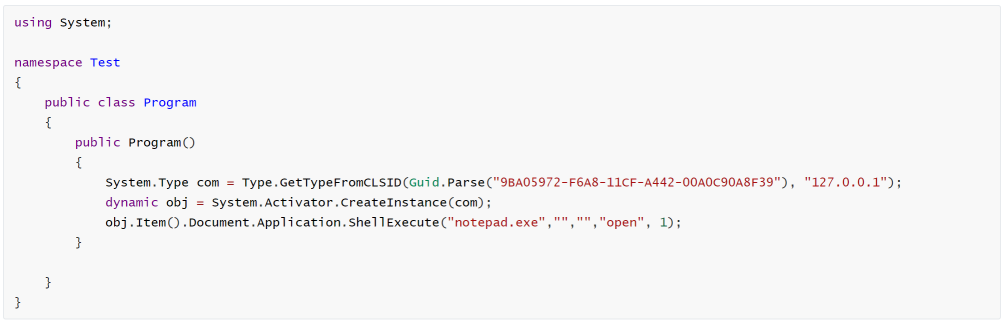 using System;

namespace Test
{
    public class Program
    {
        public Program()
        {
            System.Type com = Type.GetTypeFromCLSID(Guid.Parse("9BA05972-F6A8-11CF-A442-00A0C90A8F39"), "127.0.0.1");
            dynamic obj = System.Activator.CreateInstance(com);
            obj.Item().Document.Application.ShellExecute("notepad.exe","","","open", 1);
        }

    }
}